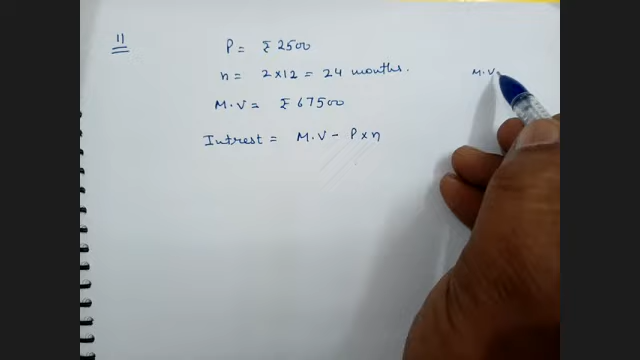 11
P = ₹ 2500
n = 2×12 = 24 months.
M.V = ₹ 67500
Intrest = M.V - P×n
M.V